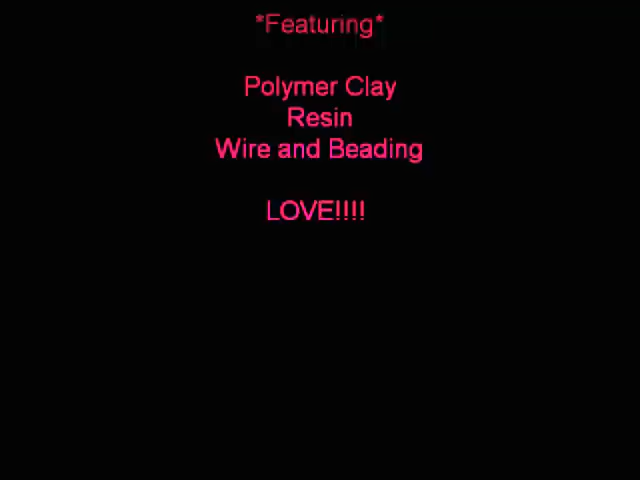 *Featuring*
Polymer Clay
Resin
Wire and Beading
LOVE!!!!